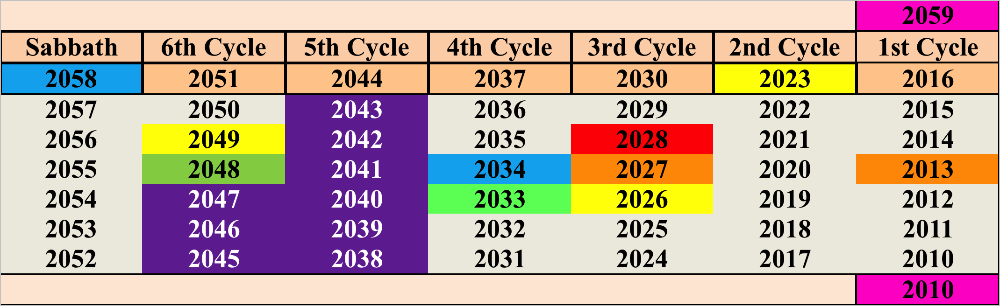 2059
Sabbath 6th Cycle 5th Cycle 4th Cycle 3rd Cycle 2nd Cycle 1st Cycle
2058 2051 2044 2037 2030 2023 2016
2057 2050 2043 2036 2029 2022 2015
2056 2049 2042 2035 2028 2021 2014
2055 2048 2041 2034 2027 2020 2013
2054 2047 2040 2033 2026 2019 2012
2053 2046 2039 2032 2025 2018 2011
2052 2045 2038 2031 2024 2017 2010
2010